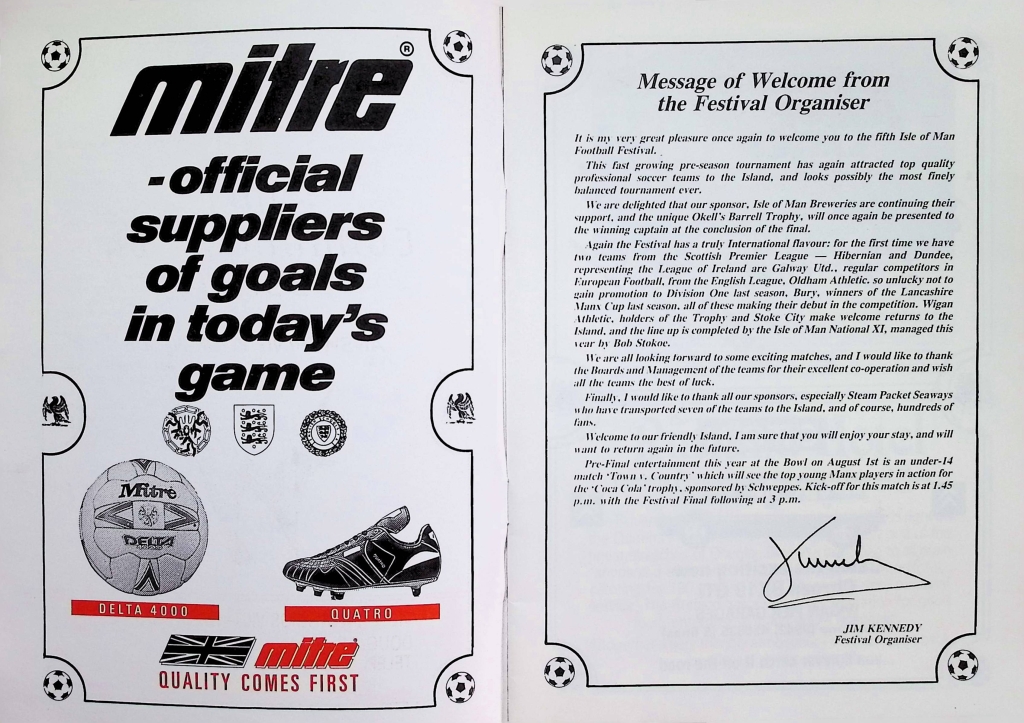 mitre®
-official
suppliers
of goals
in today's
game
Mitre
DELTA
DELTA 4000
QUATRO
mitre
QUALITY COMES FIRST
Message of Welcome from
the Festival Organiser
It is my very great pleasure once again to welcome you to the fifth Isle of Man
Football Festival.
This fast growing pre-season tournament has again attracted top quality
professional soccer teams to the Island, and looks possibly the most finely
balanced tournament ever.
We are delighted that our sponsor, Isle of Man Breweries are continuing their
support, and the unique Okell's Barrell Trophy, will once again be presented to
the winning captain at the conclusion of the final.
Again the Festival has a truly International flavour: for the first time we have
two teams from the Scottish Premier League — Hibernian and Dundee,
representing the League of Ireland are Galway Utd., regular competitors in
European Football, from the English League, Oldham Athletic, so unlucky not to
gain promotion to Division One last season, Bury, winners of the Lancashire
Manx Cup last season, all of these making their debut in the competition. Wigan
Athletic, holders of the Trophy and Stoke City make welcome returns to the
Island, and the line up is completed by the Isle of Man National XI, managed this
year by Bob Stokoe.
We are all looking forward to some exciting matches, and I would like to thank
the Boards and Management of the teams for their excellent co-operation and wish
all the teams the best of luck.
Finally, I would like to thank all our sponsors, especially Steam Packet Seaways
who have transported seven of the teams to the Island, and of course, hundreds of
fans.
Welcome to our friendly Island, I am sure that you will enjoy your stay, and will
want to return again in the future.
Pre-Final entertainment this year at the Bowl on August 1st is an under-14
match 'Town v. Country' which will see the top young Manx players in action for
the 'Coca Cola' trophy, sponsored by Schweppes. Kick-off for this match is at 1.45
p.m. with the Festival Final following at 3 p.m.
JIM KENNEDY
Festival Organiser